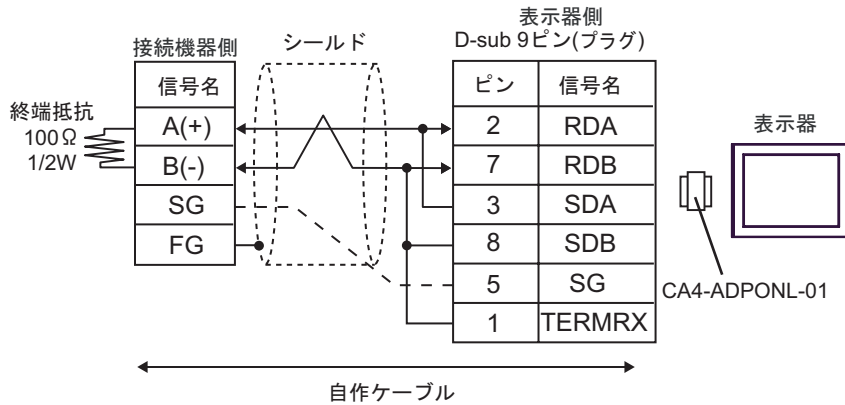 接続機器側
シールド
表示器側
D-sub 9ピン(プラグ)
信号名
ピン 信号名
終端抵抗
100Ω
1/2W
A(+)
B(-)
SG
FG
2 RDA
7 RDB
3 SDA
8 SDB
5 SG
1 TERMRX
表示器
CA4-ADPONL-01
自作ケーブル